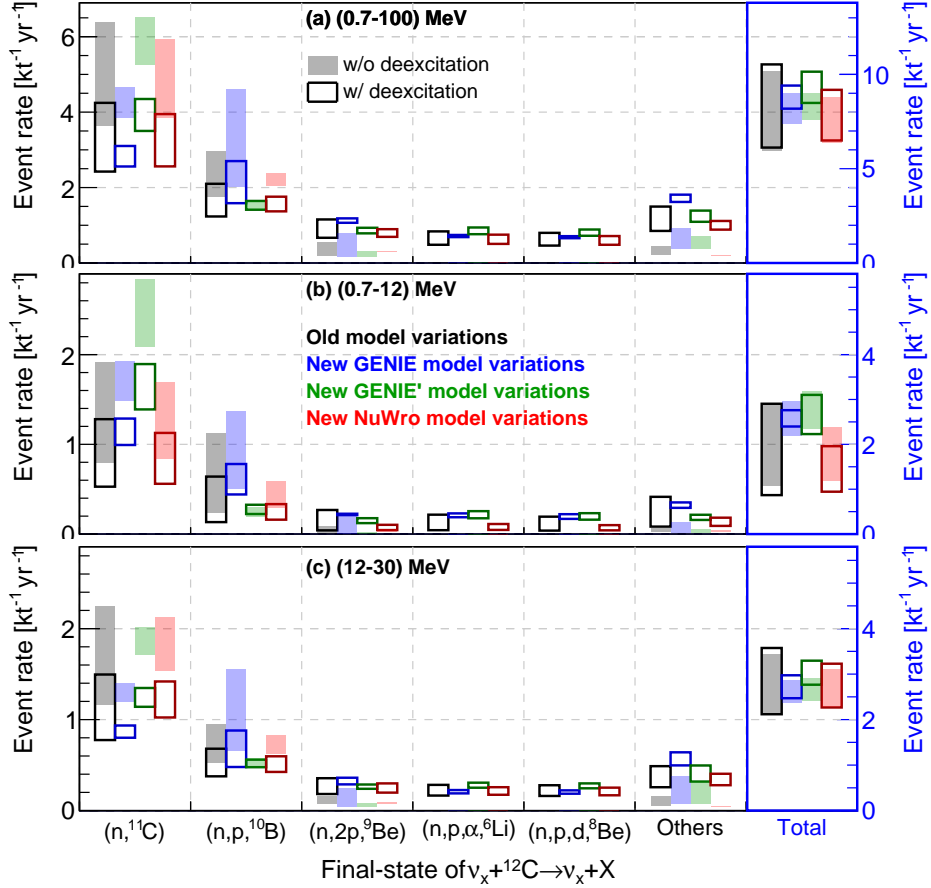 (a) (0.7-100) MeV
w/o deexcitation
w/ deexcitation
Event rate [kt⁻¹ yr⁻¹]
6
4
2
0
Event rate [kt⁻¹ yr⁻¹]
10
5
0
(b) (0.7-12) MeV
Old model variations
New GENIE model variations
New GENIE' model variations
New NuWro model variations
Event rate [kt⁻¹ yr⁻¹]
2
1
0
Event rate [kt⁻¹ yr⁻¹]
4
2
0
(c) (12-30) MeV
Event rate [kt⁻¹ yr⁻¹]
2
1
0
Event rate [kt⁻¹ yr⁻¹]
4
2
0
(n,¹¹C) (n,p,¹⁰B) (n,2p,⁹Be) (n,p,α,⁶Li) (n,p,d,⁸Be) Others Total
Final-state of νₓ+¹²C→νₓ+X